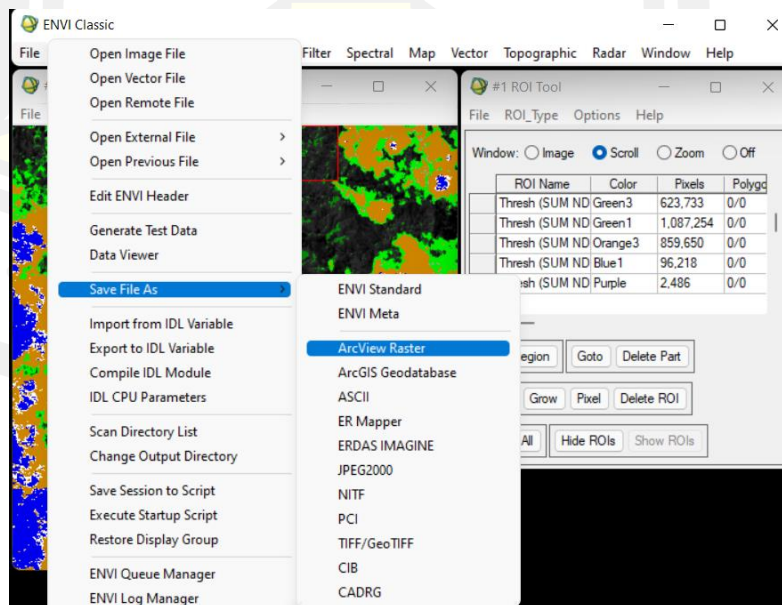 ENVI Classic
File Filter Spectral Map Vector Topographic Radar Window Help
Open Image File
Open Vector File
Open Remote File
Open External File
Open Previous File
Edit ENVI Header
Generate Test Data
Data Viewer
Save File As
Import from IDL Variable
Export to IDL Variable
Compile IDL Module
IDL CPU Parameters
Scan Directory List
Change Output Directory
Save Session to Script
Execute Startup Script
Restore Display Group
ENVI Queue Manager
ENVI Log Manager
ENVI Standard
ENVI Meta
ArcView Raster
ArcGIS Geodatabase
ASCII
ER Mapper
ERDAS IMAGINE
JPEG2000
NITF
PCI
TIFF/GeoTIFF
CIB
CADRG
File
#1 ROI Tool
File ROI_Type Options Help
Window: Image Scroll Zoom Off
ROI Name Color Pixels Polygo
Thresh (SUM ND Green3 623,733 0/0
Thresh (SUM ND Green1 1,087,254 0/0
Thresh (SUM ND Orange3 859,650 0/0
Thresh (SUM ND Blue1 96,218 0/0
esh (SUM ND Purple 2,486 0/0
egion Goto Delete Part
Grow Pixel Delete ROI
All Hide ROIs Show ROIs